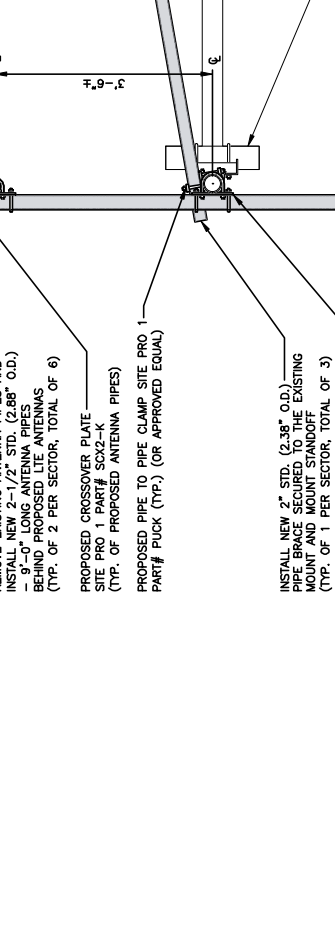 INSTALL NEW 2-1/2" STD. (2.88" O.D.)
- 9'-0" LONG ANTENNA PIPES
BEHIND PROPOSED LTE ANTENNAS
(TYP. OF 2 PER SECTOR, TOTAL OF 6)
PROPOSED CROSSOVER PLATE
SITE PRO 1 PART# SCX2-K
(TYP. OF PROPOSED ANTENNA PIPES)
PROPOSED PIPE TO PIPE CLAMP SITE PRO 1
PART# PUCK (TYP.) (OR APPROVED EQUAL)
INSTALL NEW 2" STD. (2.38" O.D.)
PIPE BRACE SECURED TO THE EXISTING
MOUNT AND MOUNT STANDOFF
(TYP. OF 1 PER SECTOR, TOTAL OF 3)
3'-6"±
℄